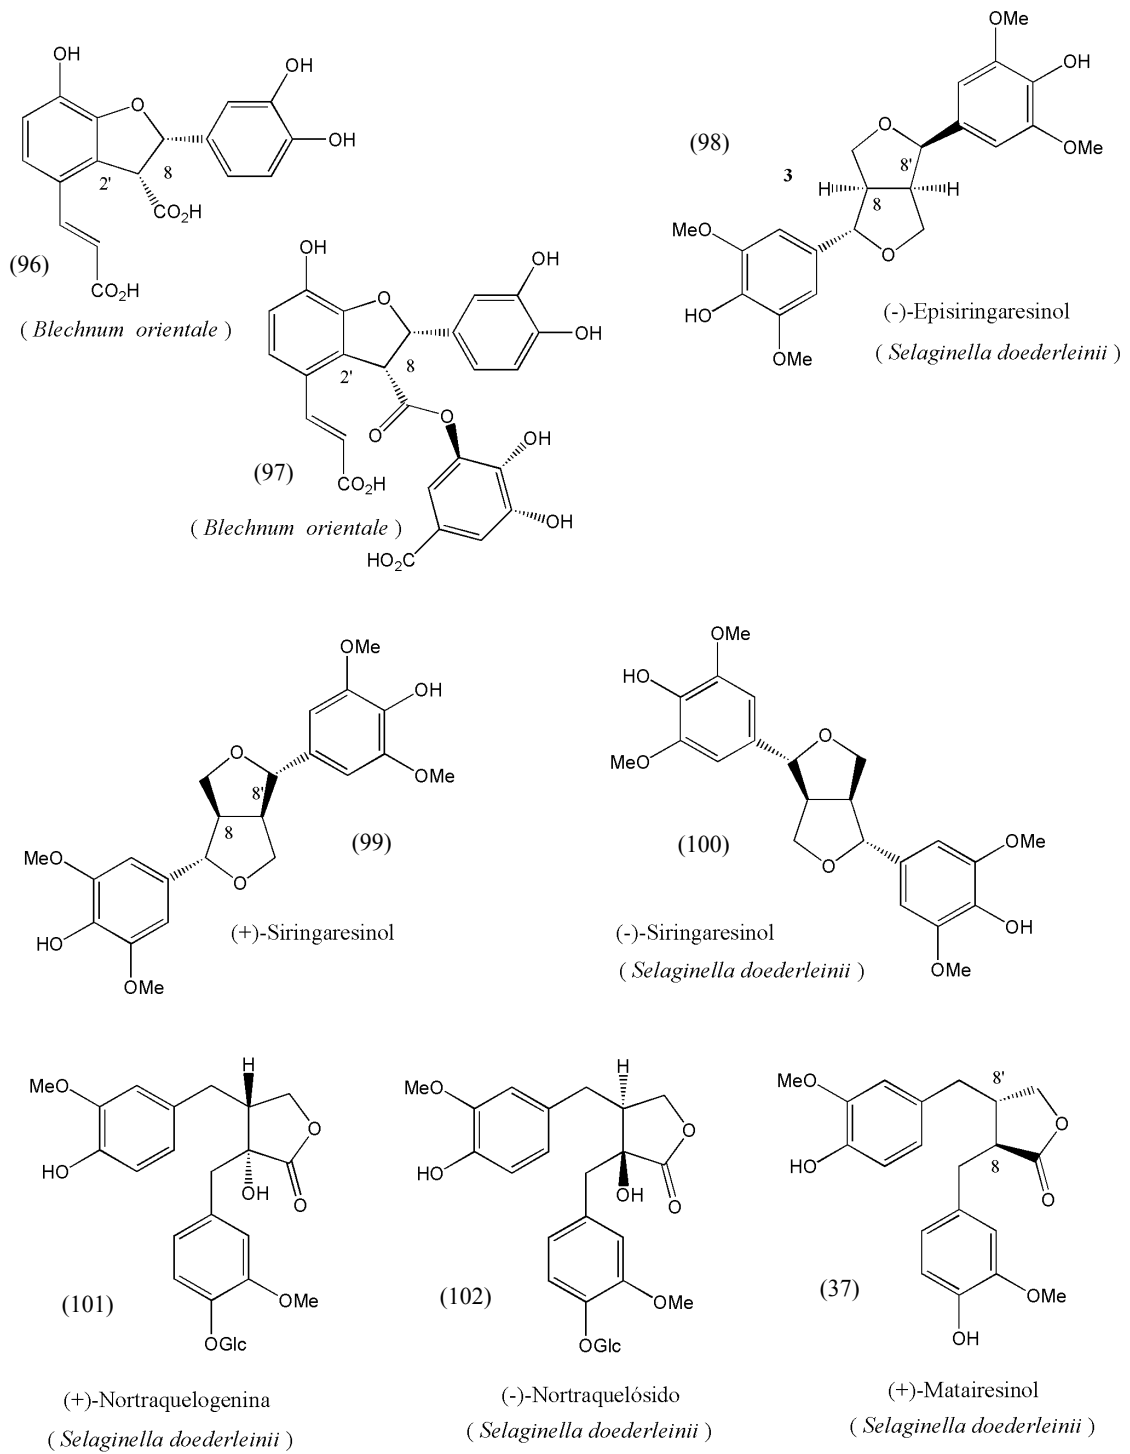 OH
O
OH
OH
8
2'
CO₂H
CO₂H
(96)
( Blechnum orientale )
OH
O
OH
OH
8
2'
O
O
OH
OH
CO₂H
HO₂C
(97)
( Blechnum orientale )
OMe
OH
OMe
(98)
O
8'
3
H
H
8
O
MeO
HO
OMe
(-)-Episiringaresinol
( Selaginella doederleinii )
OMe
OH
OMe
O
8'
8
O
MeO
HO
OMe
(99)
(+)-Siringaresinol
OMe
HO
MeO
O
O
OMe
OH
OMe
(100)
(-)-Siringaresinol
( Selaginella doederleinii )
H
MeO
HO
O
OH
O
OMe
OGlc
(101)
(+)-Nortraquelogenina
( Selaginella doederleinii )
H
MeO
HO
O
OH
O
OMe
OGlc
(102)
(-)-Nortraquelósido
( Selaginella doederleinii )
8'
MeO
HO
O
8
O
OMe
OH
(37)
(+)-Matairesinol
( Selaginella doederleinii )